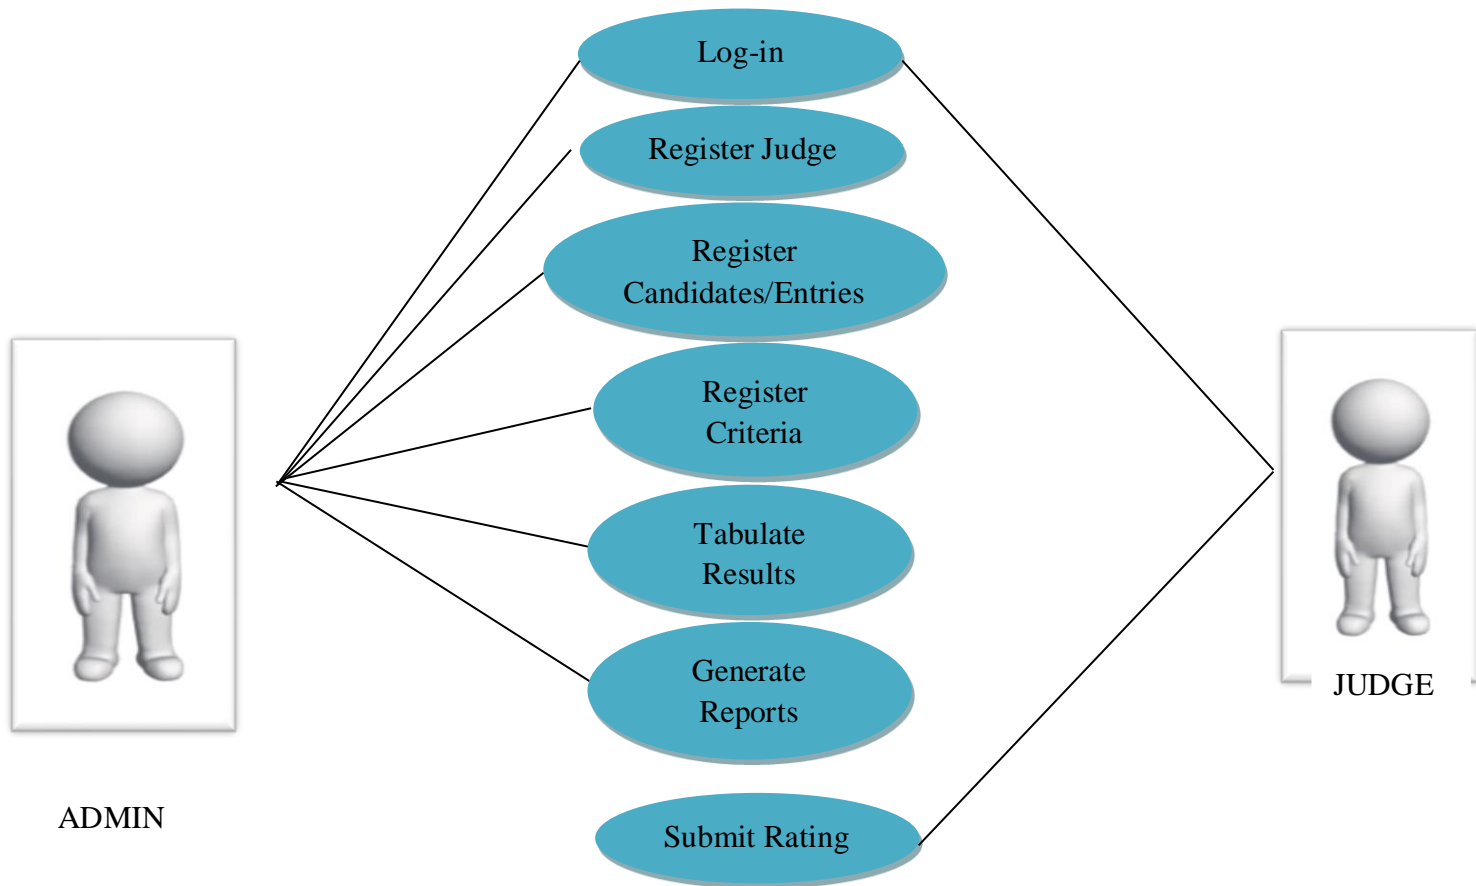 Log-in
Register Judge
Register
Candidates/Entries
Register
Criteria
Tabulate
Results
Generate
Reports
JUDGE
ADMIN
Submit Rating